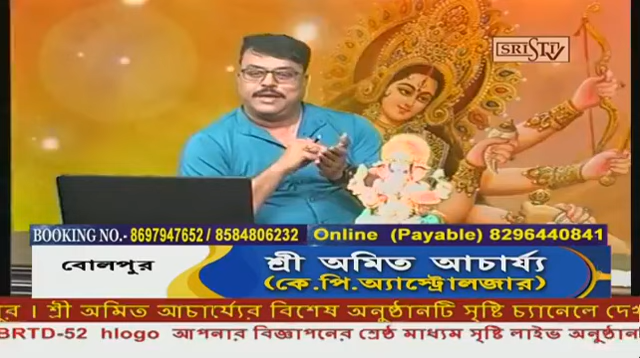 SRISTI TV
BOOKING NO.- 8697947652 / 8584806232 Online (Payable) 8296440841
বোলপুর
শ্রী অমিত আচার্য্য
(কে.পি.অ্যাস্ট্রোলজার)
পুর । শ্রী অমিত আচার্য্যের বিশেষ অনুষ্ঠানটি সৃষ্টি চ্যানেলে দেখ
BRTD-52 hlogo আপনার বিজ্ঞাপনের শ্রেষ্ঠ মাধ্যম সৃষ্টি লাইভ অনুষ্ঠান